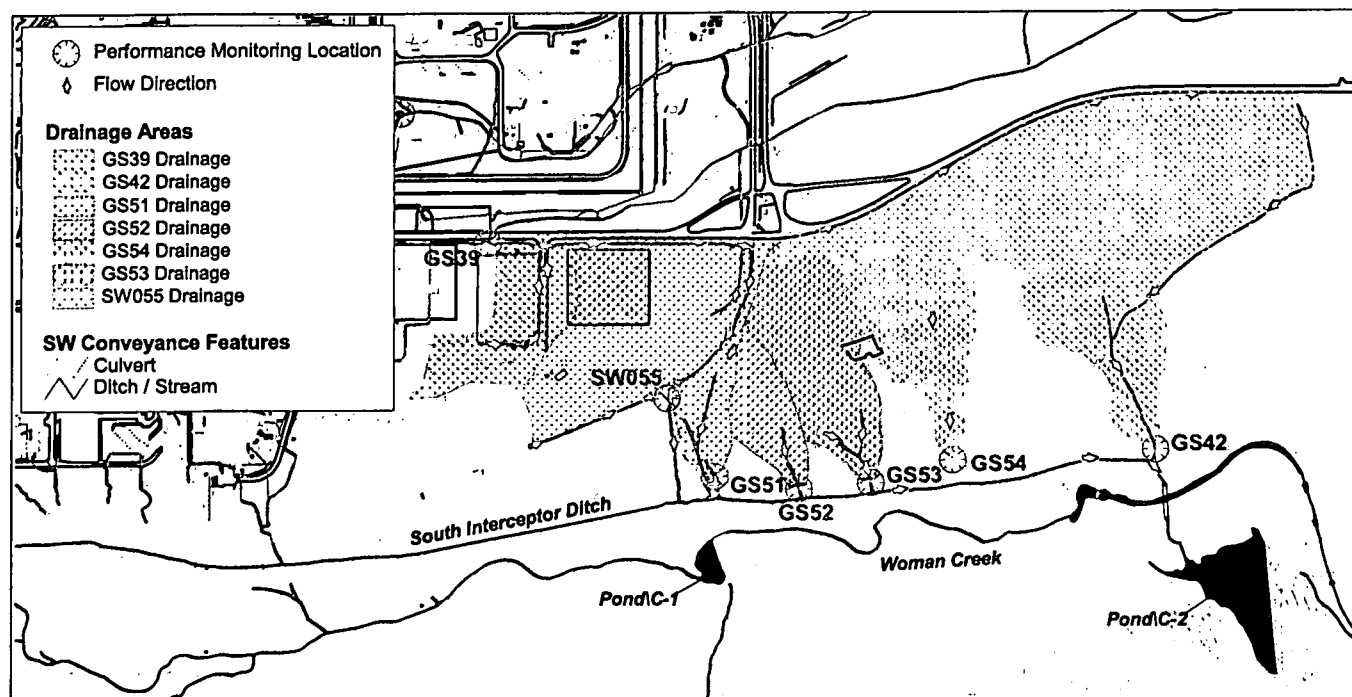 Performance Monitoring Location
Flow Direction
Drainage Areas
GS39 Drainage
GS42 Drainage
GS51 Drainage
GS52 Drainage
GS54 Drainage
GS53 Drainage
SW055 Drainage
SW Conveyance Features
Culvert
Ditch / Stream
GS39
SW055
GS42
GS54
GS53
GS51
GS52
South Interceptor Ditch
Woman Creek
Pond\C-1
Pond\C-2